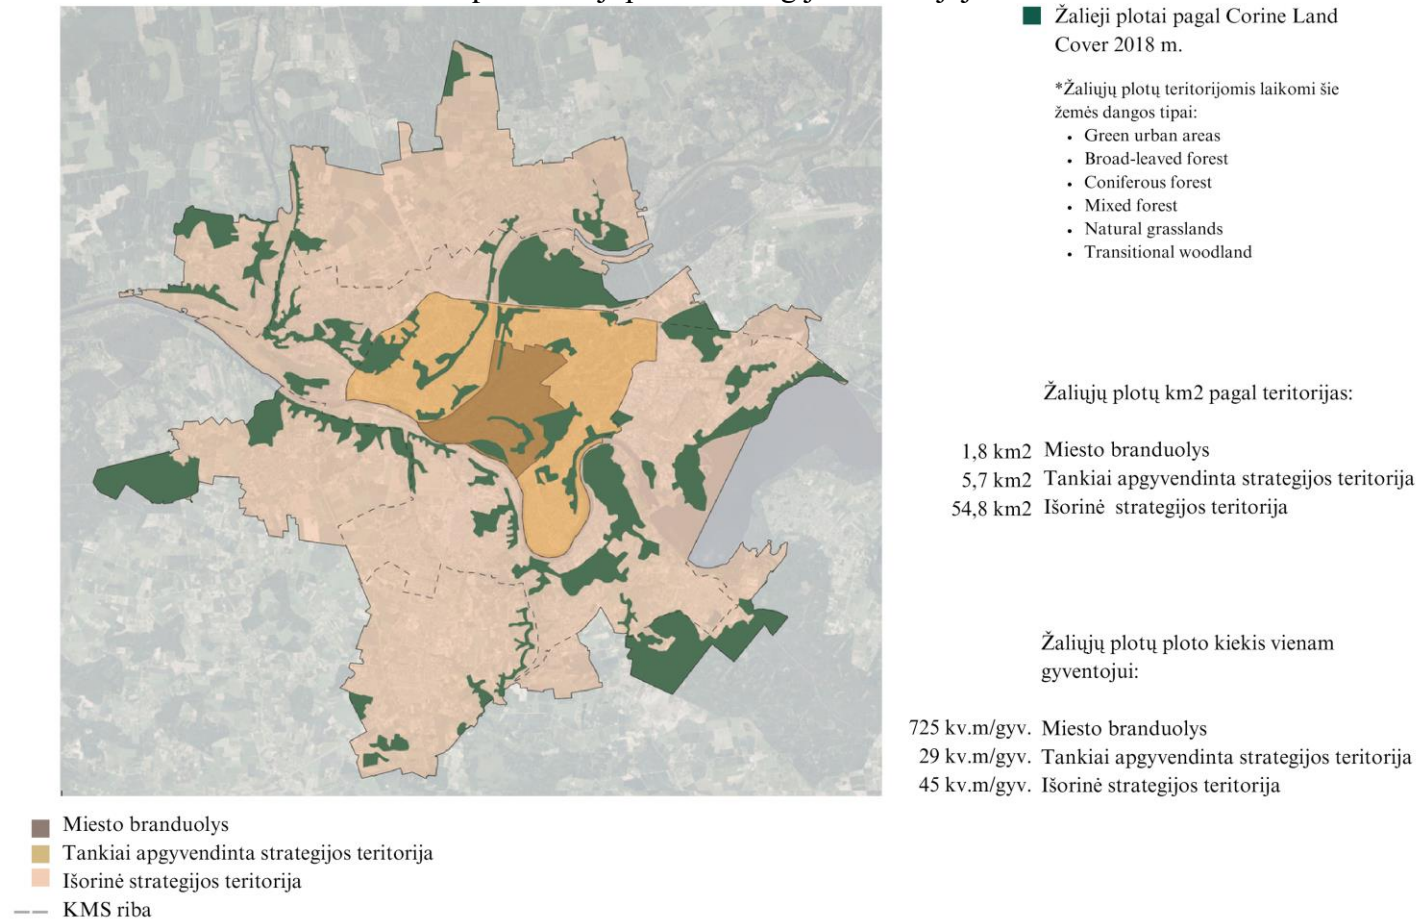 Žalieji plotai pagal Corine Land
Cover 2018 m.
*Žaliųjų plotų teritorijomis laikomi šie
žemės dangos tipai:
• Green urban areas
• Broad-leaved forest
• Coniferous forest
• Mixed forest
• Natural grasslands
• Transitional woodland
Žaliųjų plotų km2 pagal teritorijas:
1,8 km2 Miesto branduolys
5,7 km2 Tankiai apgyvendinta strategijos teritorija
54,8 km2 Išorinė strategijos teritorija
Žaliųjų plotų ploto kiekis vienam
gyventojui:
725 kv.m/gyv. Miesto branduolys
29 kv.m/gyv. Tankiai apgyvendinta strategijos teritorija
45 kv.m/gyv. Išorinė strategijos teritorija
Miesto branduolys
Tankiai apgyvendinta strategijos teritorija
Išorinė strategijos teritorija
KMS riba